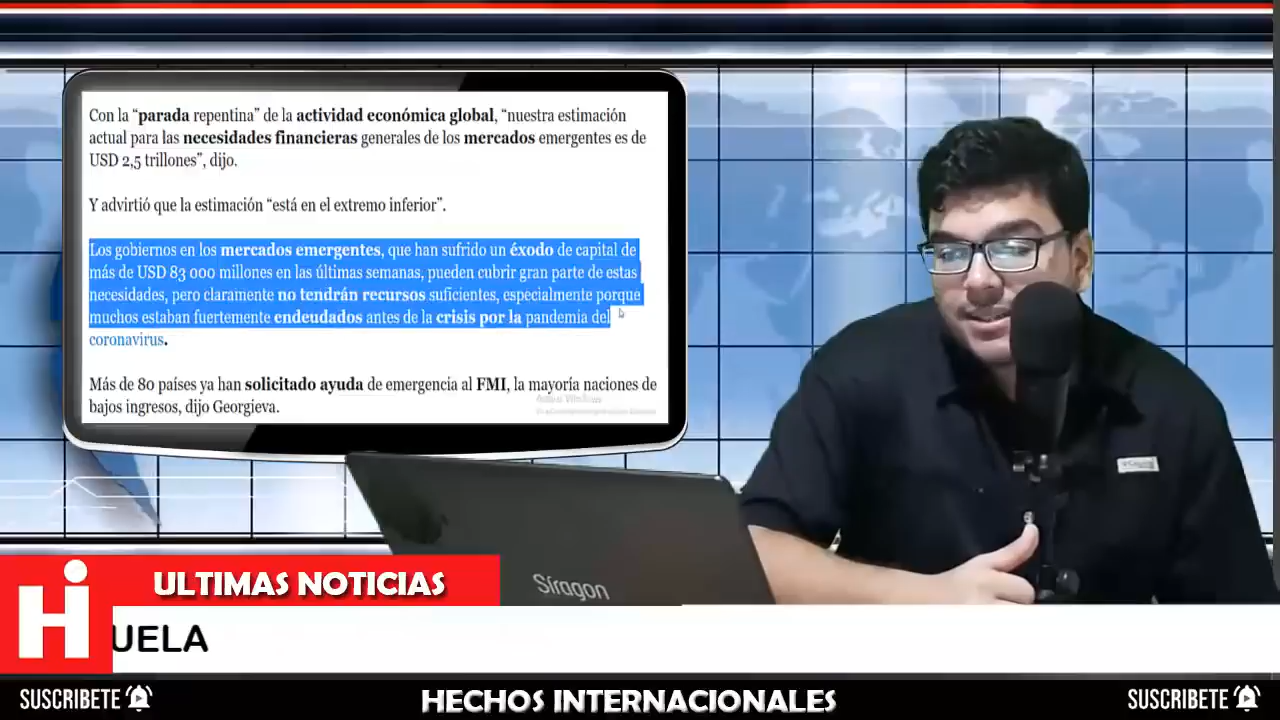 Con la “parada repentina” de la actividad económica global, “nuestra estimación
actual para las necesidades financieras generales de los mercados emergentes es de
USD 2,5 trillones”, dijo.
Y advirtió que la estimación “está en el extremo inferior”.
Los gobiernos en los mercados emergentes, que han sufrido un éxodo de capital de
más de USD 83 000 millones en las últimas semanas, pueden cubrir gran parte de estas
necesidades, pero claramente no tendrán recursos suficientes, especialmente porque
muchos estaban fuertemente endeudados antes de la crisis por la pandemia del
coronavirus.
Más de 80 países ya han solicitado ayuda de emergencia al FMI, la mayoría naciones de
bajos ingresos, dijo Georgieva.
Síragon
Hi
ULTIMAS NOTICIAS
UELA
SUSCRIBETE
HECHOS INTERNACIONALES
SUSCRIBETE